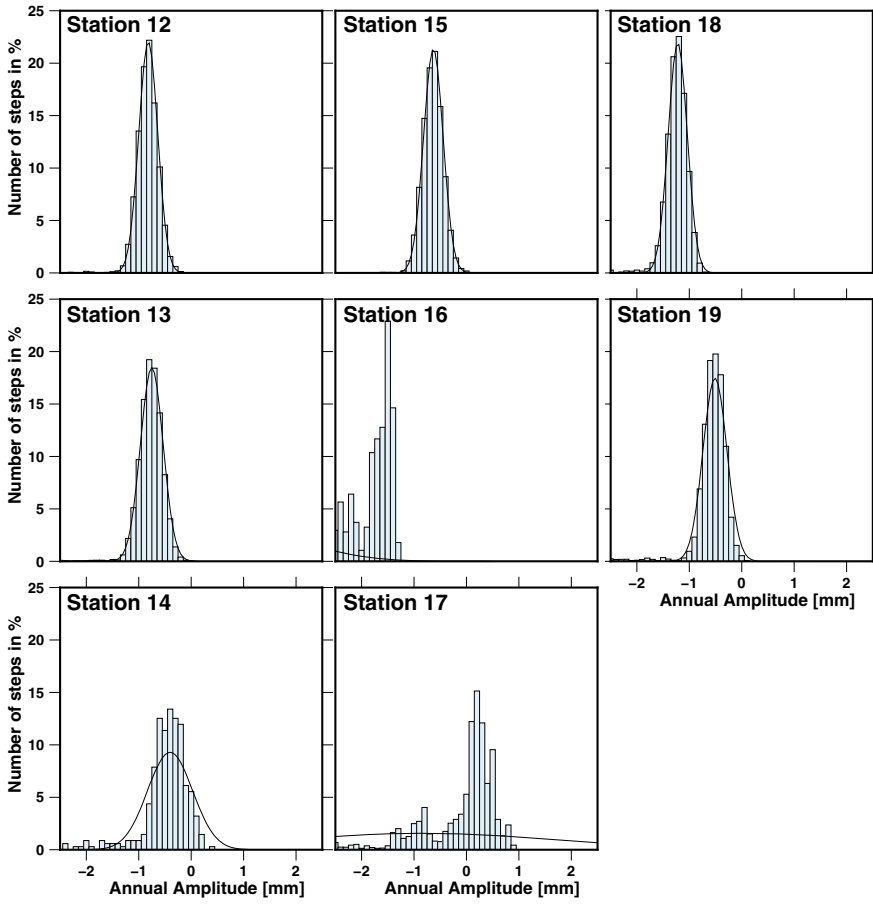 25
20
15
10
5
0
Number of steps in %
Station 12
Station 15
Station 18
25
20
15
10
5
0
Number of steps in %
Station 13
Station 16
Station 19
−2 −1 0 1 2
Annual Amplitude [mm]
25
20
15
10
5
0
Number of steps in %
Station 14
Station 17
−2 −1 0 1 2
Annual Amplitude [mm]
−2 −1 0 1 2
Annual Amplitude [mm]